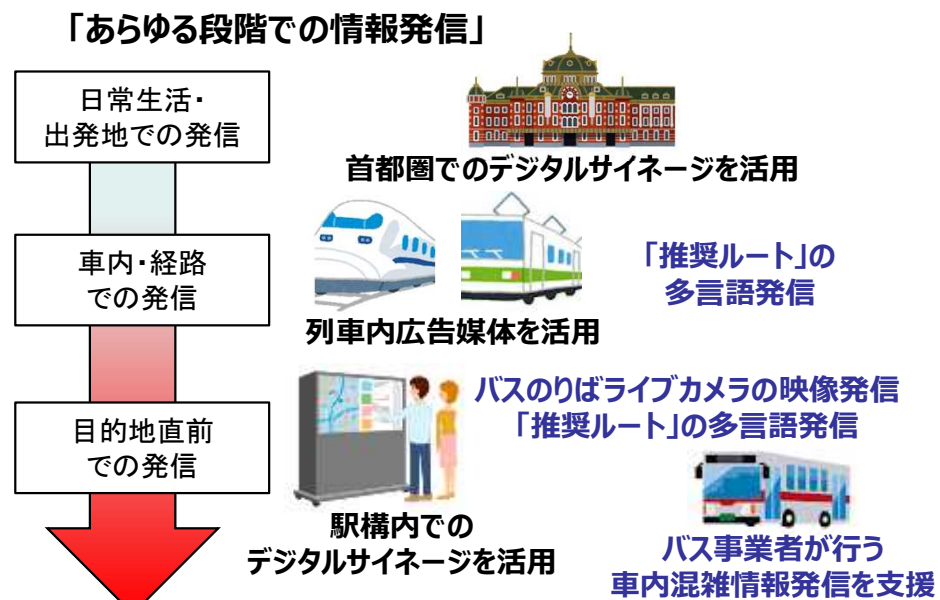 「あらゆる段階での情報発信」
日常生活・
出発地での発信
首都圏でのデジタルサイネージを活用
車内・経路
での発信
列車内広告媒体を活用
「推奨ルート」の
多言語発信
目的地直前
での発信
バスのりばライブカメラの映像発信
「推奨ルート」の多言語発信
駅構内での
デジタルサイネージを活用
バス事業者が行う
車内混雑情報発信を支援